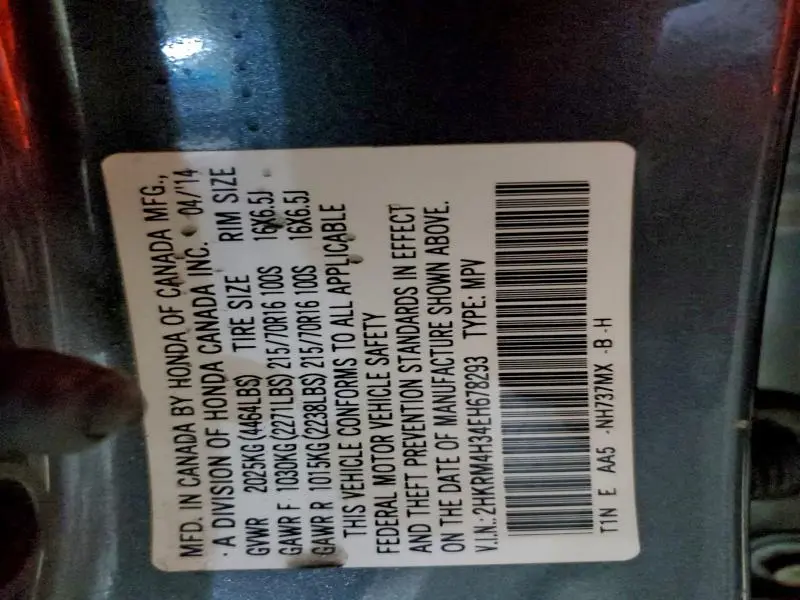 MFD. IN CANADA BY HONDA OF CANADA MFG.,
·A DIVISION OF HONDA CANADA INC. 04/'14
GVWR 2025KG(4464LBS) TIRE SIZE RIM SIZE
GAWR F 1030KG(2271LBS) 215/70R16 100S 16X6.5J
GAWR R 1015KG(2238LBS) 215/70R16 100S 16X6.5J
THIS VEHICLE CONFORMS TO ALL APPLICABLE
FEDERAL MOTOR VEHICLE SAFETY
AND THEFT PREVENTION STANDARDS IN EFFECT
ON THE DATE OF MANUFACTURE SHOWN ABOVE.
V.I.N.:2HKRM4H34EH678293 TYPE: MPV
T1N E AA5 -NH737MX -B -H